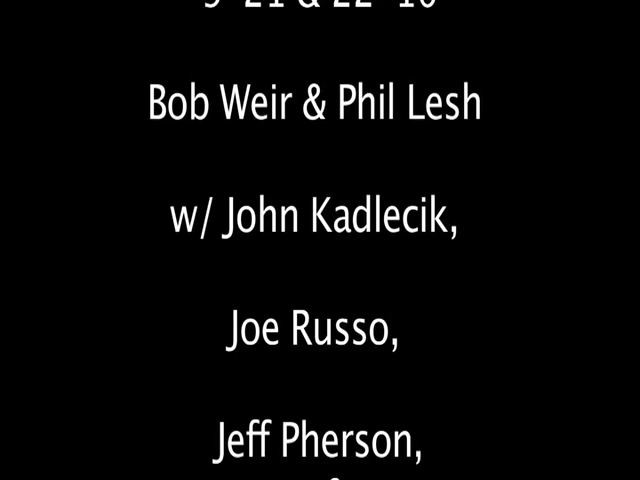 Bob Weir & Phil Lesh
w/ John Kadlecik,
Joe Russo,
Jeff Pherson,